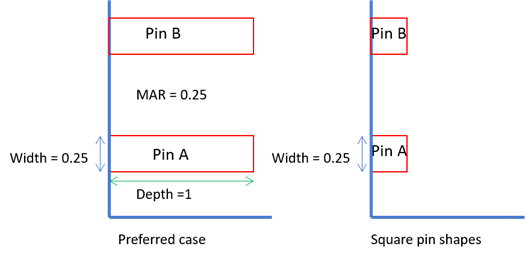 Pin B
MAR = 0.25
Width = 0.25
Pin A
Depth =1
Preferred case
Pin B
Width = 0.25
Pin A
Square pin shapes